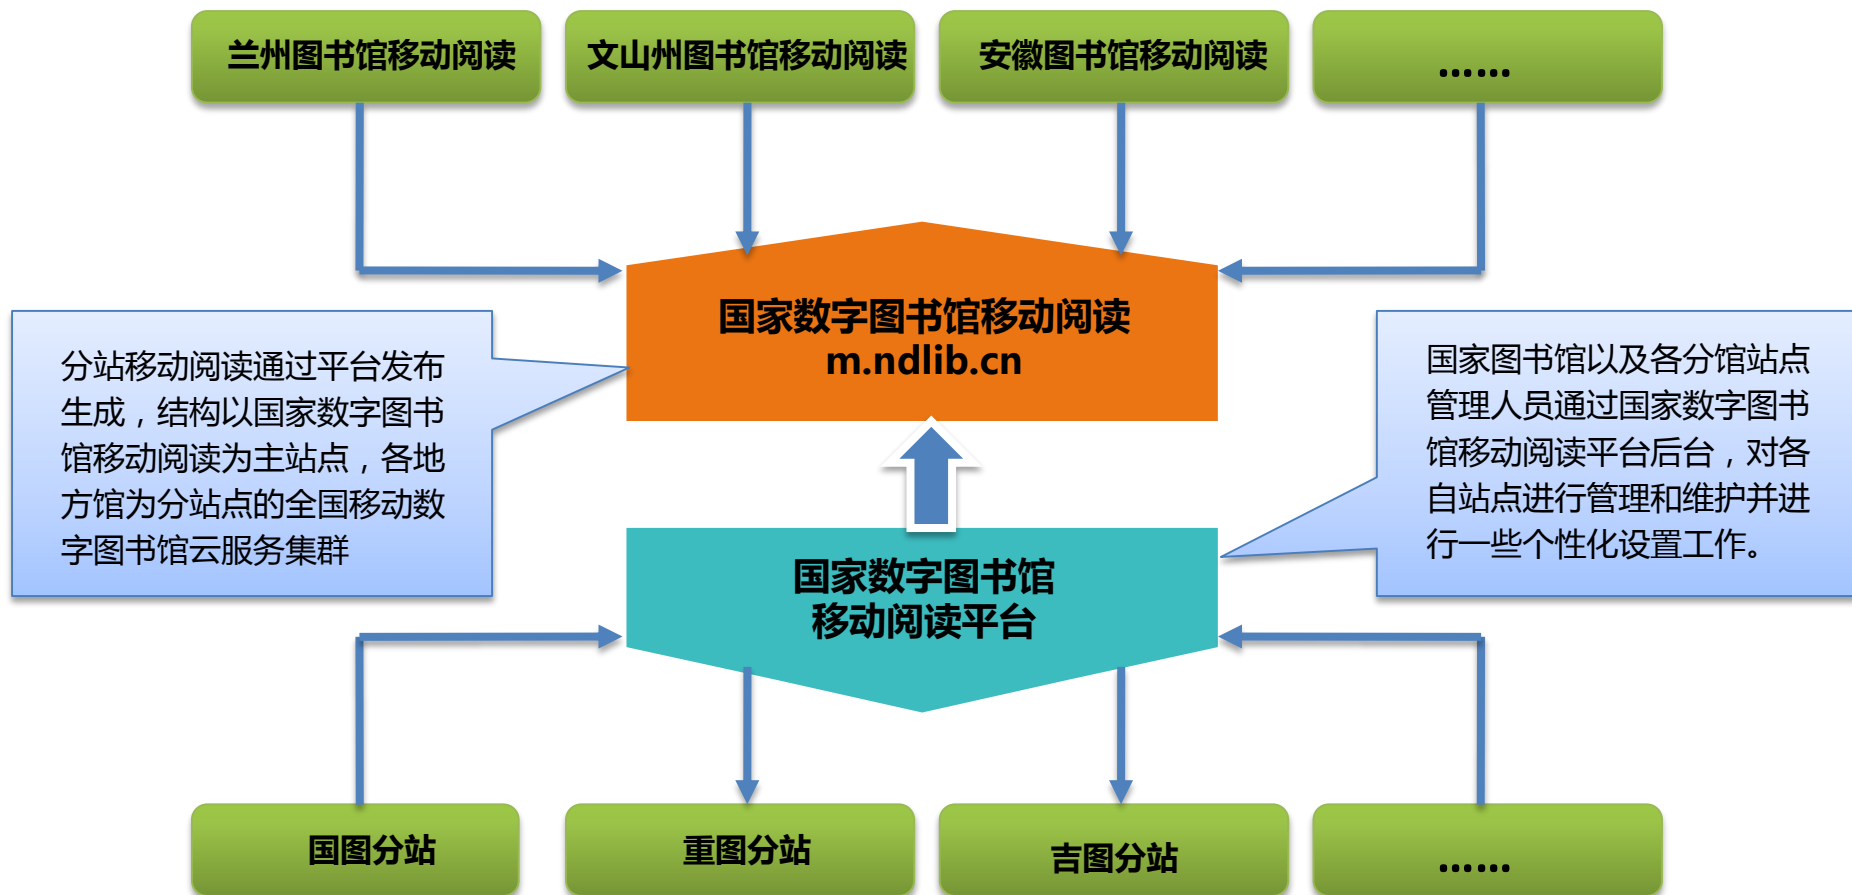 兰州图书馆移动阅读
文山州图书馆移动阅读
安徽图书馆移动阅读
……
国家数字图书馆移动阅读
m.ndlib.cn
分站移动阅读通过平台发布
生成，结构以国家数字图书
馆移动阅读为主站点，各地
方馆为分站点的全国移动数
字图书馆云服务集群
国家图书馆以及各分馆站点
管理人员通过国家数字图书
馆移动阅读平台后台，对各
自站点进行管理和维护并进
行一些个性化设置工作。
国家数字图书馆
移动阅读平台
国图分站
重图分站
吉图分站
……